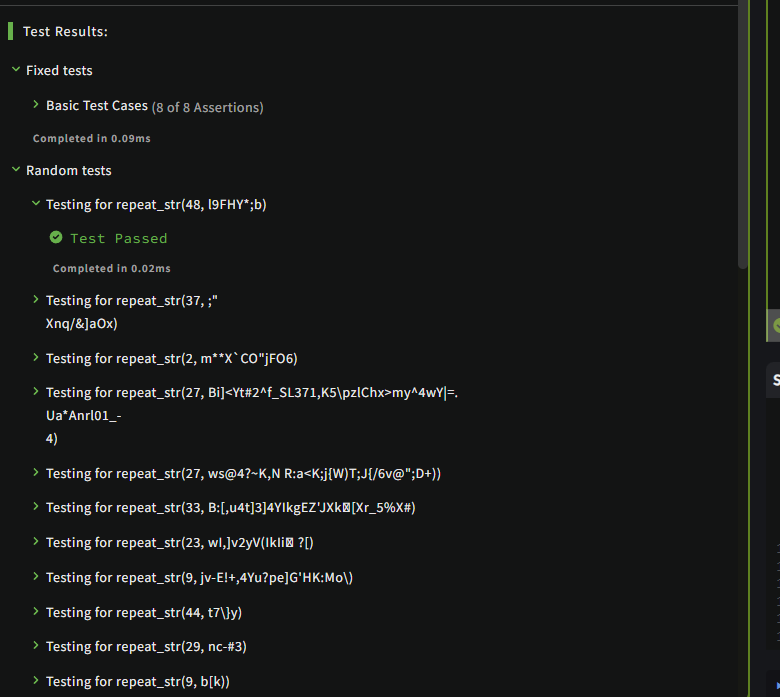 Test Results:
Fixed tests
Basic Test Cases (8 of 8 Assertions)
Completed in 0.09ms
Random tests
Testing for repeat_str(48, l9FHY*;b)
Test Passed
Completed in 0.02ms
Testing for repeat_str(37, ;"
Xnq/&]aOx)
Testing for repeat_str(2, m**X`CO"jFO6)
Testing for repeat_str(27, Bi]<Yt#2^f_SL371,K5\pzlChx>my^4wY|=.
Ua*Anrl01_-
4)
Testing for repeat_str(27, ws@4?~K,N R:a<K;j{W)T;J{/6v@";D+))
Testing for repeat_str(33, B:[,u4t]3]4YIkgEZ'JXk[Xr_5%X#)
Testing for repeat_str(23, wI,]v2yV(IkIi ?[)
Testing for repeat_str(9, jv-E!+,4Yu?pe]G'HK:Mo\)
Testing for repeat_str(44, t7\}y)
Testing for repeat_str(29, nc-#3)
Testing for repeat_str(9, b[k))